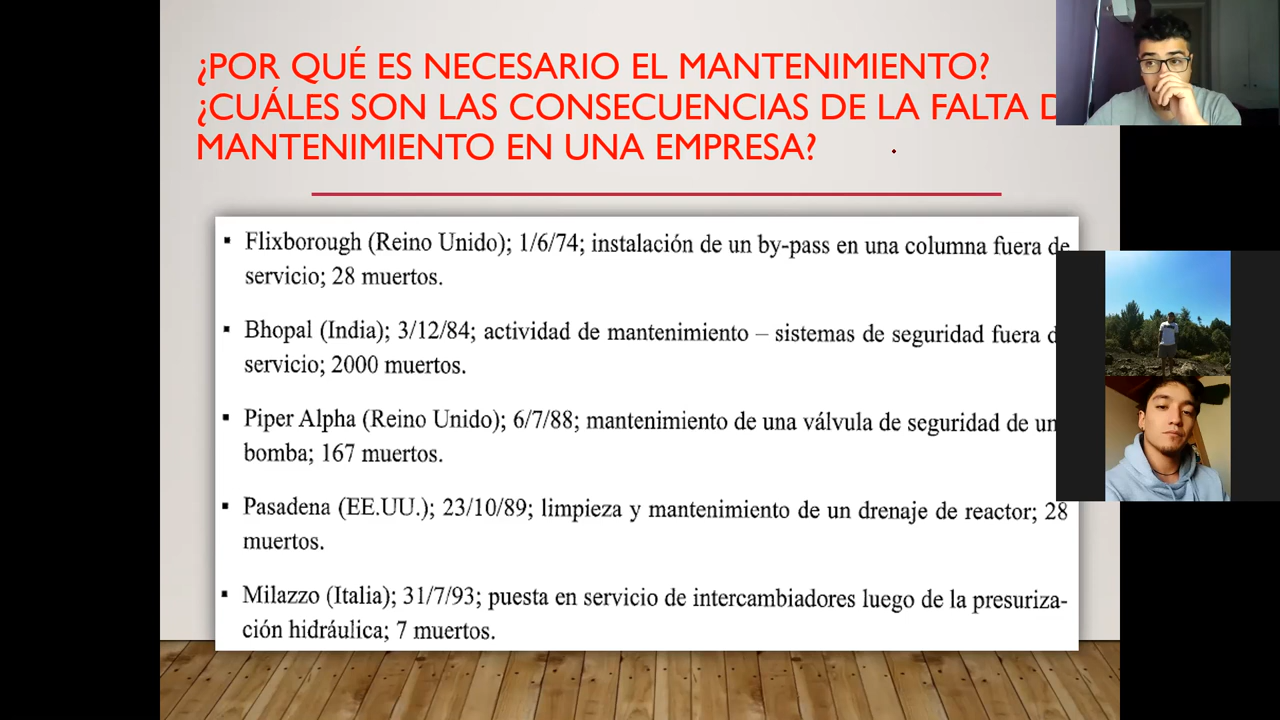 ¿POR QUÉ ES NECESARIO EL MANTENIMIENTO?
¿CUÁLES SON LAS CONSECUENCIAS DE LA FALTA D
MANTENIMIENTO EN UNA EMPRESA?
▪ Flixborough (Reino Unido); 1/6/74; instalación de un by-pass en una columna fuera de
servicio; 28 muertos.
▪ Bhopal (India); 3/12/84; actividad de mantenimiento – sistemas de seguridad fuera d
servicio; 2000 muertos.
▪ Piper Alpha (Reino Unido); 6/7/88; mantenimiento de una válvula de seguridad de un
bomba; 167 muertos.
▪ Pasadena (EE.UU.); 23/10/89; limpieza y mantenimiento de un drenaje de reactor; 28
muertos.
▪ Milazzo (Italia); 31/7/93; puesta en servicio de intercambiadores luego de la presuriza-
ción hidráulica; 7 muertos.